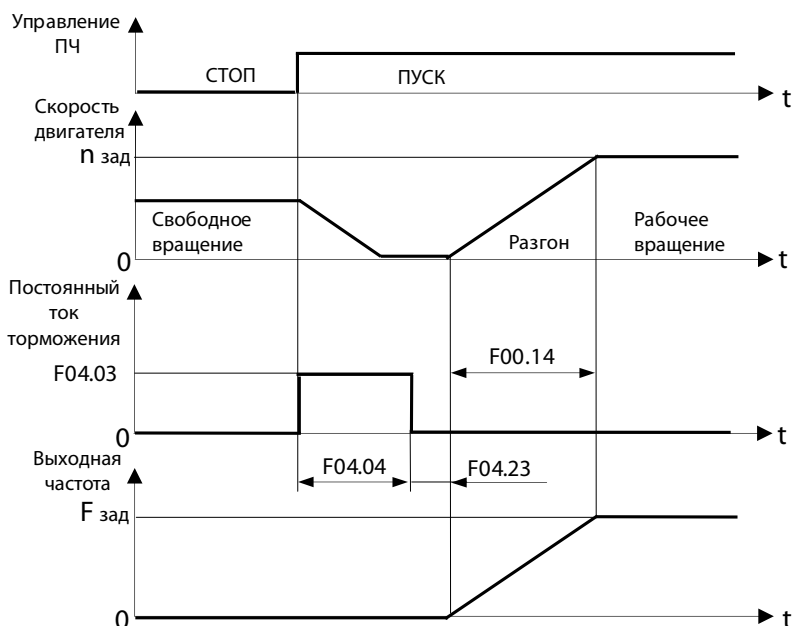 Управление
ПЧ
СТОП
ПУСК
t
Скорость
двигателя
n зад
Свободное
вращение
Разгон
Рабочее
вращение
0
t
Постоянный
ток
торможения
F04.03
F00.14
0
t
Выходная
частота
F04.04
F04.23
F зад
0
t